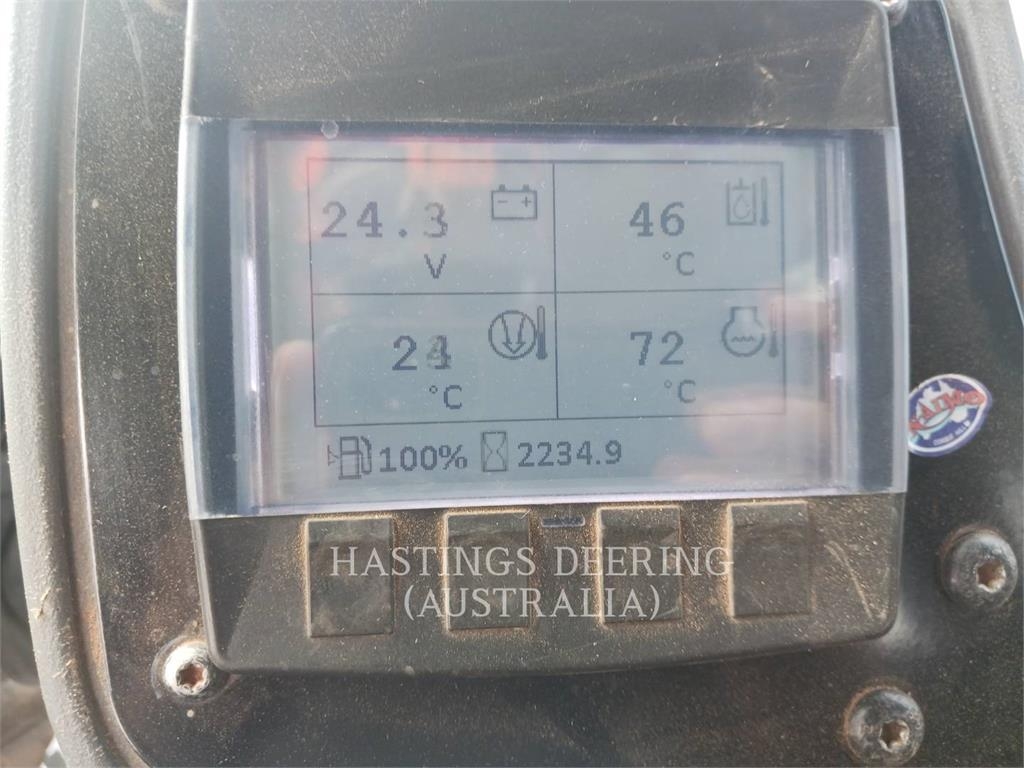 24.3 46
V °C
24 72
°C °C
100% 2234.9
HASTINGS DEERING
(AUSTRALIA)